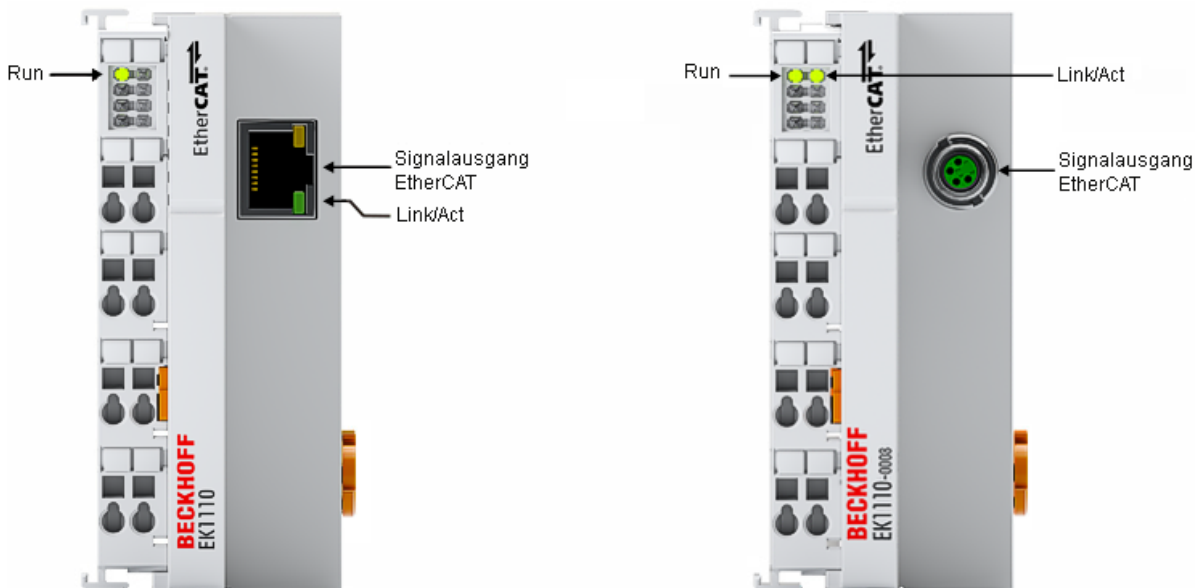 Run
EtherCAT
Signalausgang
EtherCAT
Link/Act
BECKHOFF
EK1110
Run
Link/Act
EtherCAT
Signalausgang
EtherCAT
BECKHOFF
EK1110-0008